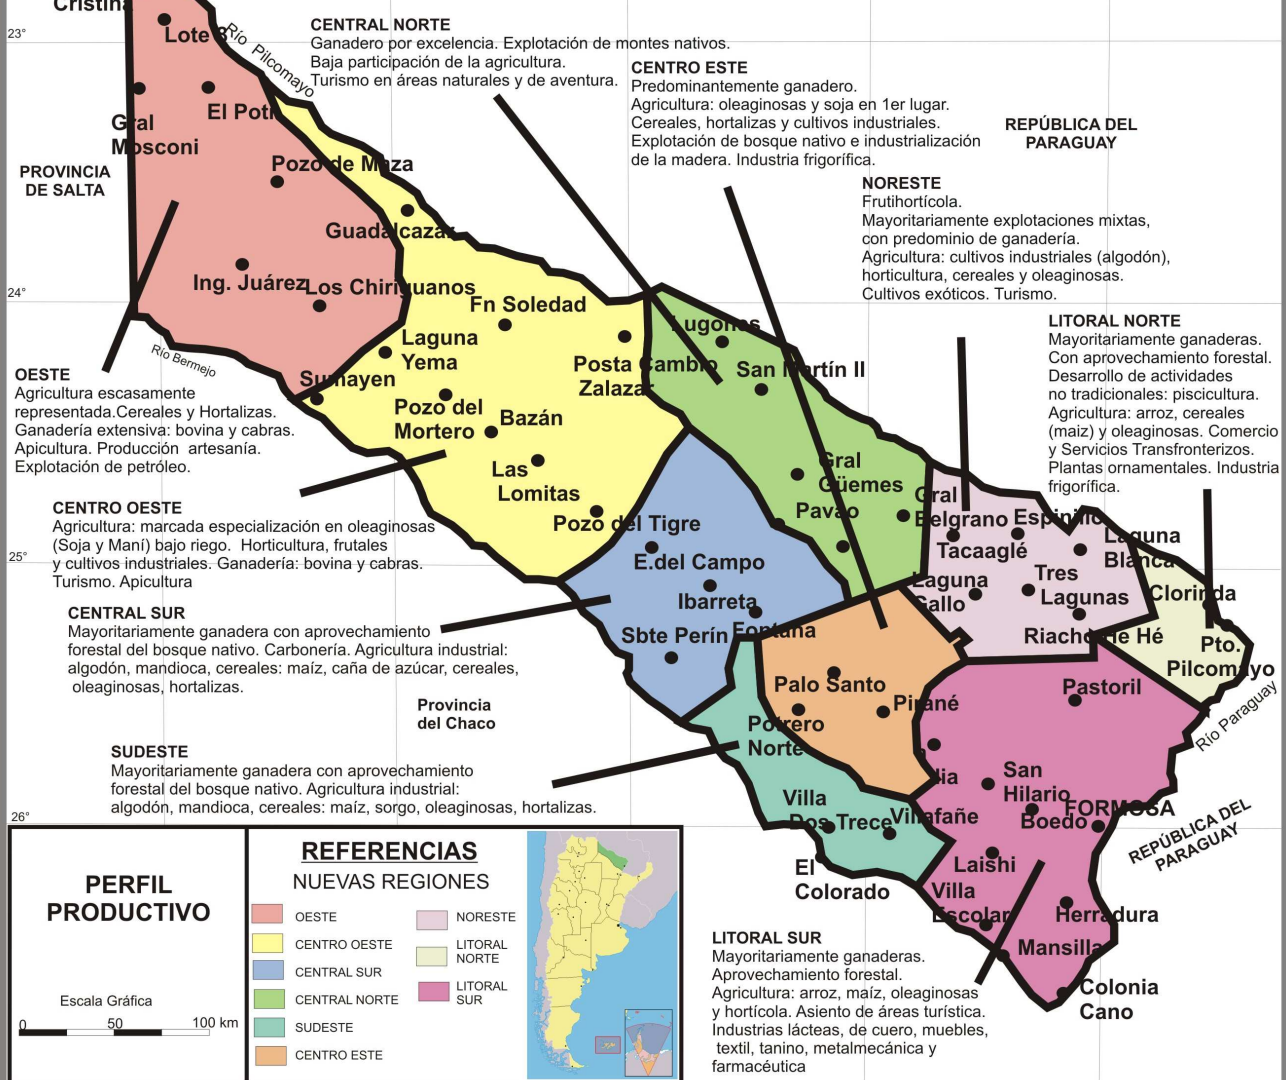 Cristina
23°
Lote 8
Río Pilcomayo
El Potr
Gral
Mosconi
PROVINCIA
DE SALTA
Pozo de Maza
Guadalcazar
Ing. Juárez
Los Chiriguanos
24°
Río Bermejo
CENTRAL NORTE
Ganadero por excelencia. Explotación de montes nativos.
Baja participación de la agricultura.
Turismo en áreas naturales y de aventura.
CENTRO ESTE
Predominantemente ganadero.
Agricultura: oleaginosas y soja en 1er lugar.
Cereales, hortalizas y cultivos industriales.
Explotación de bosque nativo e industrialización
de la madera. Industria frigorífica.
REPÚBLICA DEL
PARAGUAY
NORESTE
Frutihortícola.
Mayoritariamente explotaciones mixtas,
con predominio de ganadería.
Agricultura: cultivos industriales (algodón),
horticultura, cereales y oleaginosas.
Cultivos exóticos. Turismo.
LITORAL NORTE
Mayoritariamente ganaderas.
Con aprovechamiento forestal.
Desarrollo de actividades
no tradicionales: piscicultura.
Agricultura: arroz, cereales
(maiz) y oleaginosas. Comercio
y Servicios Transfronterizos.
Plantas ornamentales. Industria
frigorífica.
Fn Soledad
Laguna
Yema
Sumayen
Posta Cambio
Zalazar
Pozo del
Mortero
Bazán
Las
Lomitas
Pozo del Tigre
Lugones
San Martín II
Gral
Güemes
Pavao
Gral
Belgrano
Espinillo
Tacaaglé
Laguna
Blanca
Laguna
Gallo
Tres
Lagunas
Riacho He Hé
Clorinda
Pto.
Pilcomayo
Río Paraguay
E.del Campo
Ibarreta
Fontana
Sbte Perín
Palo Santo
Pirané
Potrero
Norte
Pastoril
San
Hilario
Boedo
FORMOSA
REPÚBLICA DEL
PARAGUAY
Villa
Dos Trece
Villafañe
El
Colorado
Laishi
Villa
Escolar
Herradura
Mansilla
Colonia
Cano
OESTE
Agricultura escasamente
representada.Cereales y Hortalizas.
Ganadería extensiva: bovina y cabras.
Apicultura. Producción artesanía.
Explotación de petróleo.
CENTRO OESTE
Agricultura: marcada especialización en oleaginosas
(Soja y Maní) bajo riego. Horticultura, frutales
y cultivos industriales. Ganadería: bovina y cabras.
Turismo. Apicultura
25°
CENTRAL SUR
Mayoritariamente ganadera con aprovechamiento
forestal del bosque nativo. Carbonería. Agricultura industrial:
algodón, mandioca, cereales: maíz, caña de azúcar, cereales,
oleaginosas, hortalizas.
Provincia
del Chaco
SUDESTE
Mayoritariamente ganadera con aprovechamiento
forestal del bosque nativo. Agricultura industrial:
algodón, mandioca, cereales: maíz, sorgo, oleaginosas, hortalizas.
26°
LITORAL SUR
Mayoritariamente ganaderas.
Aprovechamiento forestal.
Agricultura: arroz, maíz, oleaginosas
y hortícola. Asiento de áreas turística.
Industrias lácteas, de cuero, muebles,
textil, tanino, metalmecánica y
farmacéutica
PERFIL
PRODUCTIVO
Escala Gráfica
0 50 100 km
REFERENCIAS
NUEVAS REGIONES
OESTE
CENTRO OESTE
CENTRAL SUR
CENTRAL NORTE
SUDESTE
CENTRO ESTE
NORESTE
LITORAL
NORTE
LITORAL
SUR